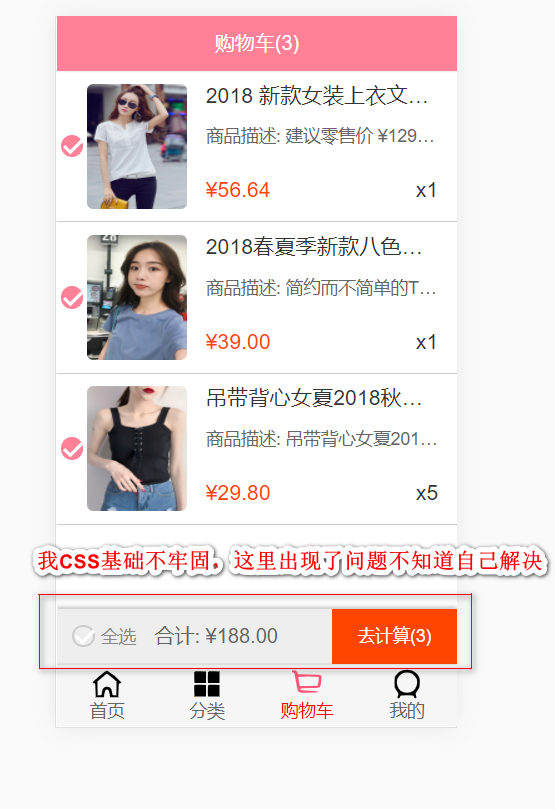 购物车(3)
2018 新款女装上衣文…
商品描述: 建议零售价 ¥129…
¥56.64 x1
2018春夏季新款八色…
商品描述: 简约而不简单的T…
¥39.00 x1
吊带背心女夏2018秋…
商品描述: 吊带背心女夏201…
¥29.80 x5
我CSS基础不牢固，这里出现了问题不知道自己解决
全选 合计: ¥188.00 去计算(3)
首页 分类 购物车 我的